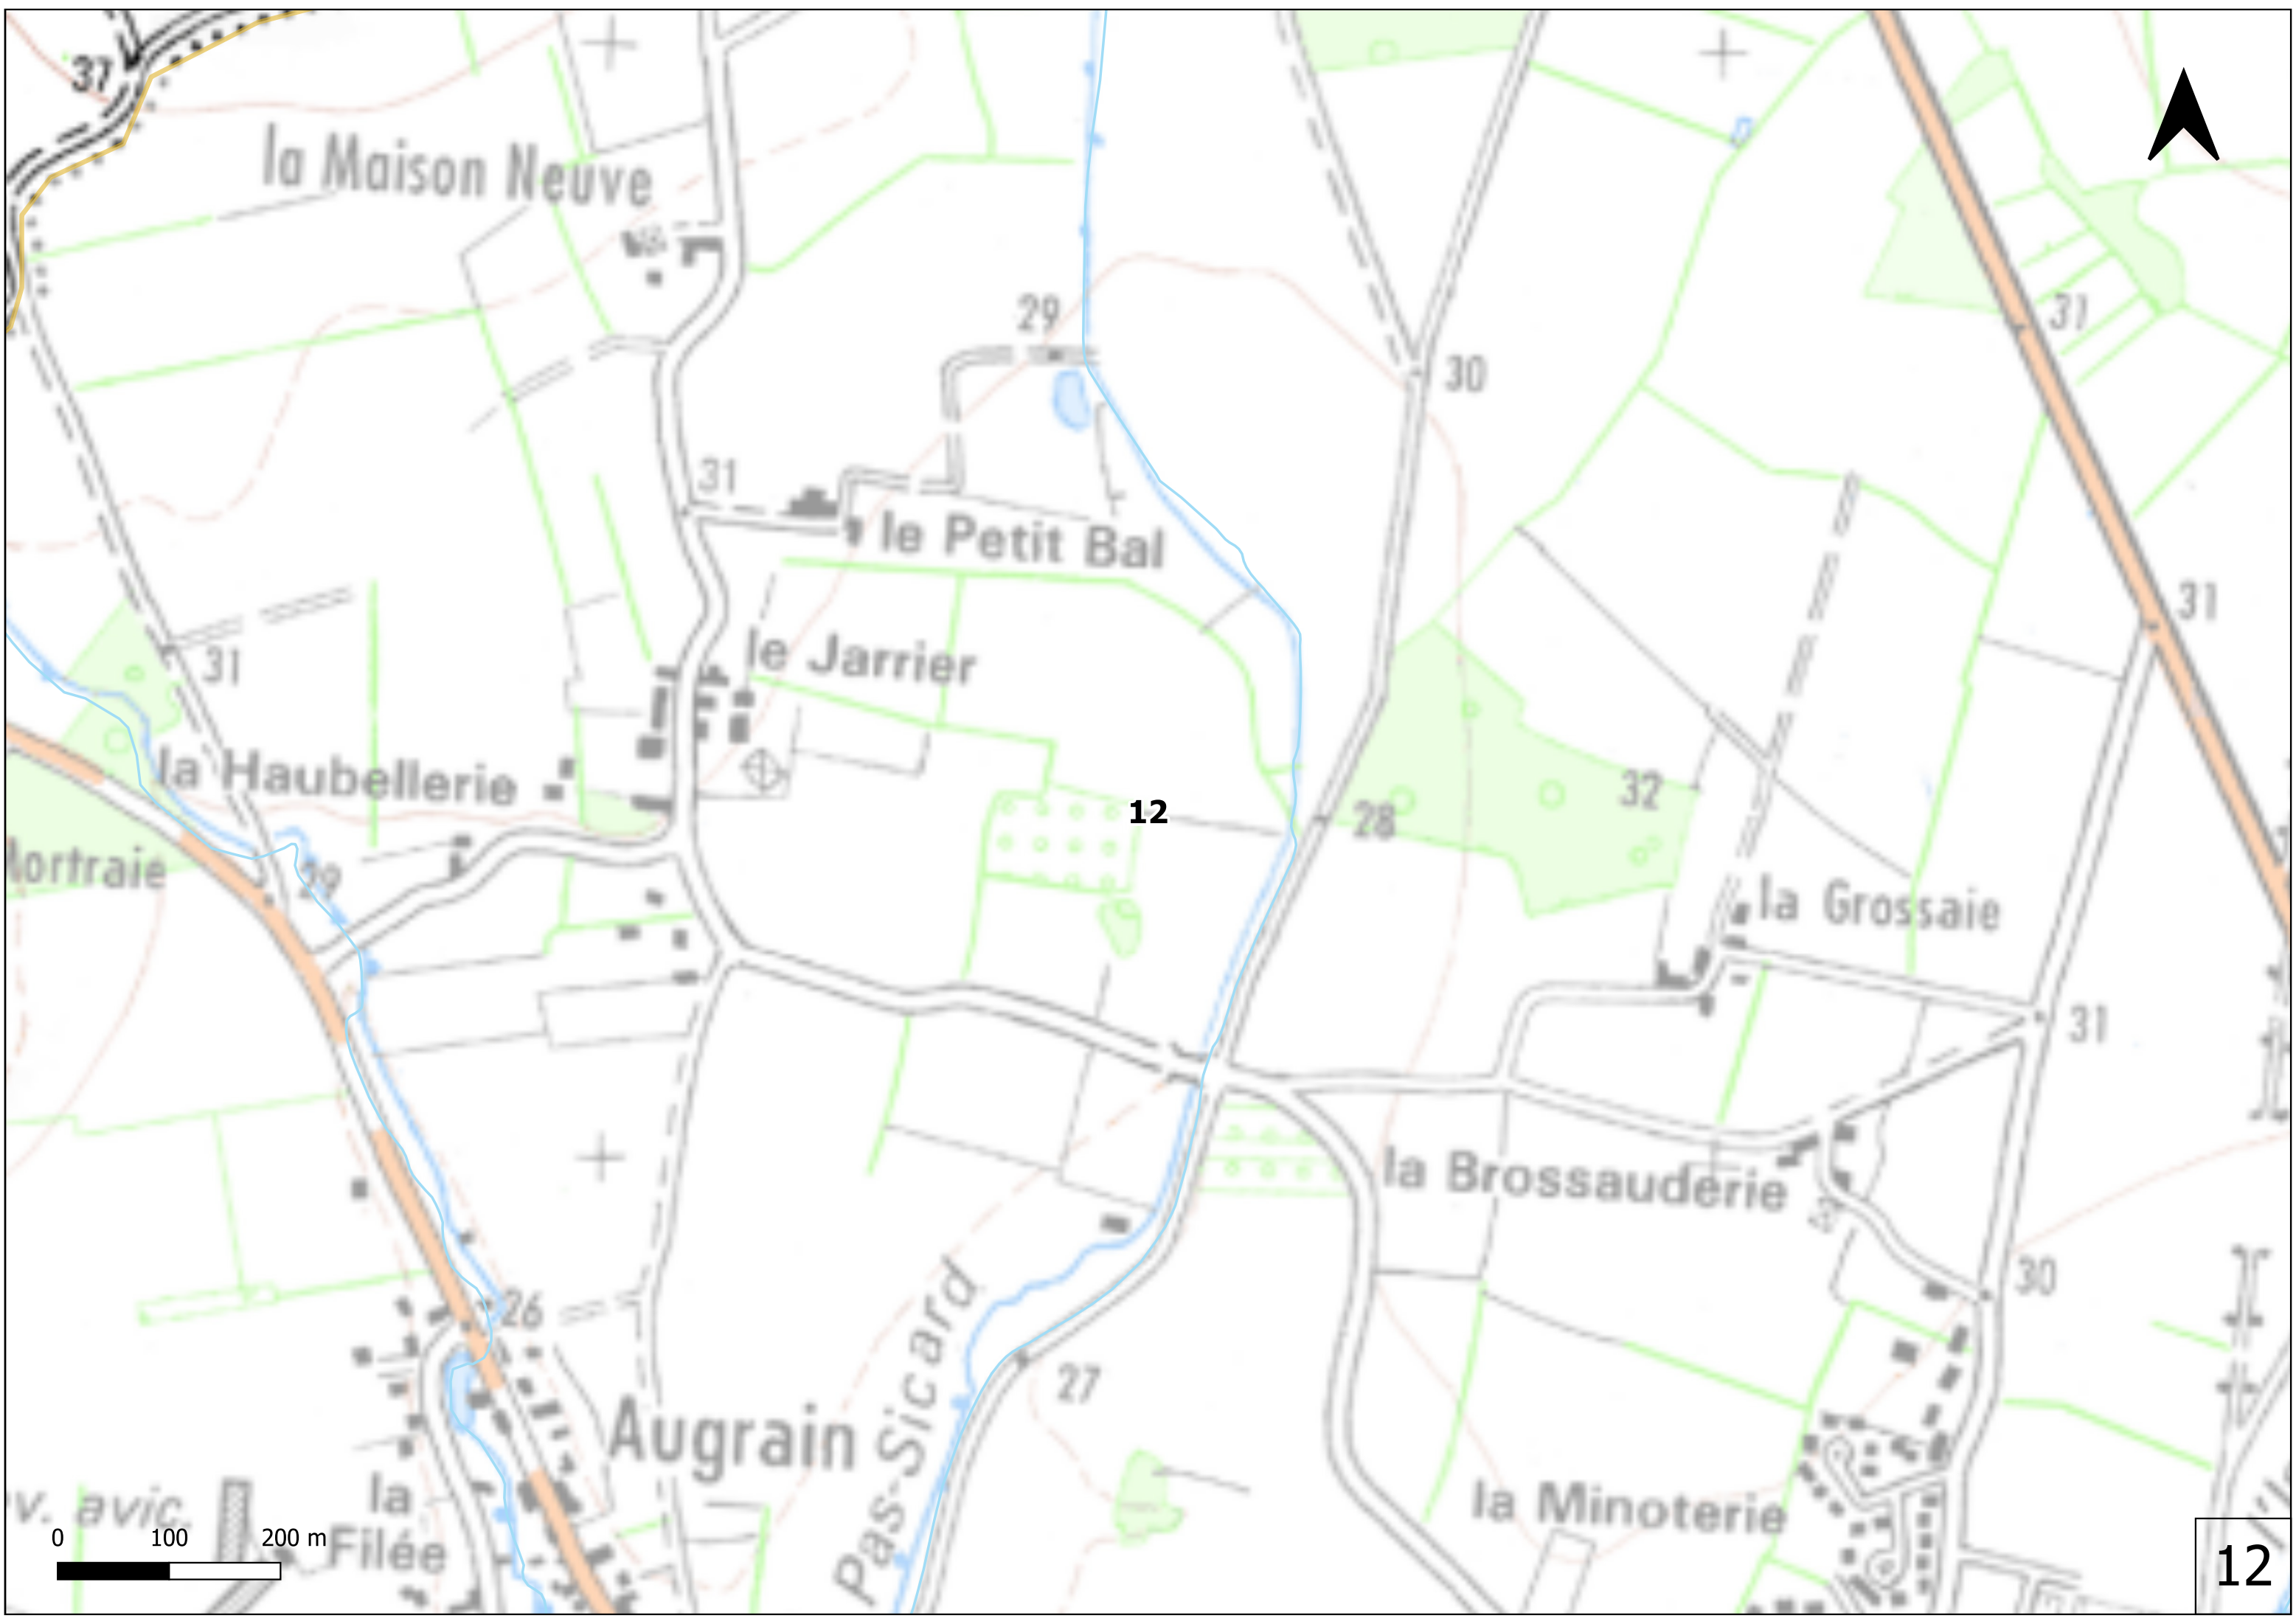 37
la Maison Neuve
29
31
30
31
le Petit Bal
31
31
le Jarrier
la Haubellerie
12
28
32
29
la Grossaie
31
la Brossauderie
30
26
27
Augrain
Pas-Sicard
la Minoterie
v. avic.
la
Filée
0 100 200 m
12